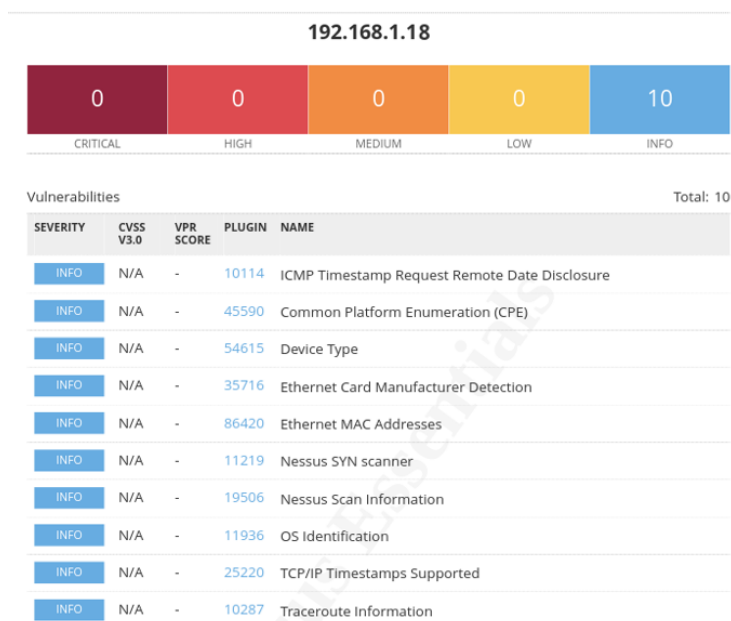 192.168.1.18
0 0 0 0 10
CRITICAL HIGH MEDIUM LOW INFO
Vulnerabilities Total: 10
SEVERITY CVSS V3.0 VPR SCORE PLUGIN NAME
INFO N/A - 10114 ICMP Timestamp Request Remote Date Disclosure
INFO N/A - 45590 Common Platform Enumeration (CPE)
INFO N/A - 54615 Device Type
INFO N/A - 35716 Ethernet Card Manufacturer Detection
INFO N/A - 86420 Ethernet MAC Addresses
INFO N/A - 11219 Nessus SYN scanner
INFO N/A - 19506 Nessus Scan Information
INFO N/A - 11936 OS Identification
INFO N/A - 25220 TCP/IP Timestamps Supported
INFO N/A - 10287 Traceroute Information
Essentials